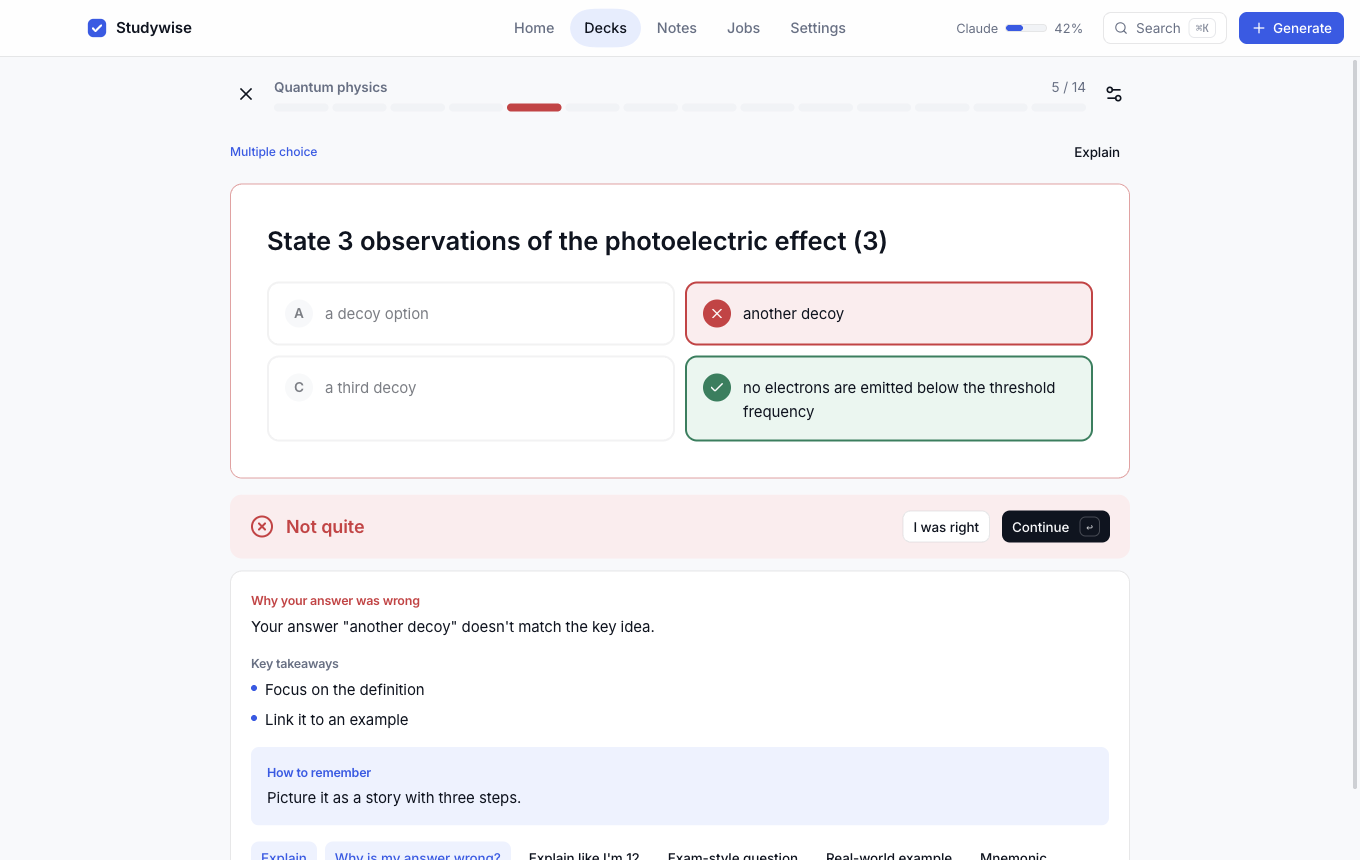 Studywise
Home Decks Notes Jobs Settings
Claude 42% Search ⌘K + Generate
Quantum physics 5 / 14
Multiple choice Explain
State 3 observations of the photoelectric effect (3)
A a decoy option
another decoy
C a third decoy
no electrons are emitted below the threshold
frequency
Not quite I was right Continue ↵
Why your answer was wrong
Your answer "another decoy" doesn't match the key idea.
Key takeaways
• Focus on the definition
• Link it to an example
How to remember
Picture it as a story with three steps.
Explain Why is my answer wrong? Explain like I'm 12 Exam-style question Real-world example Mnemonic